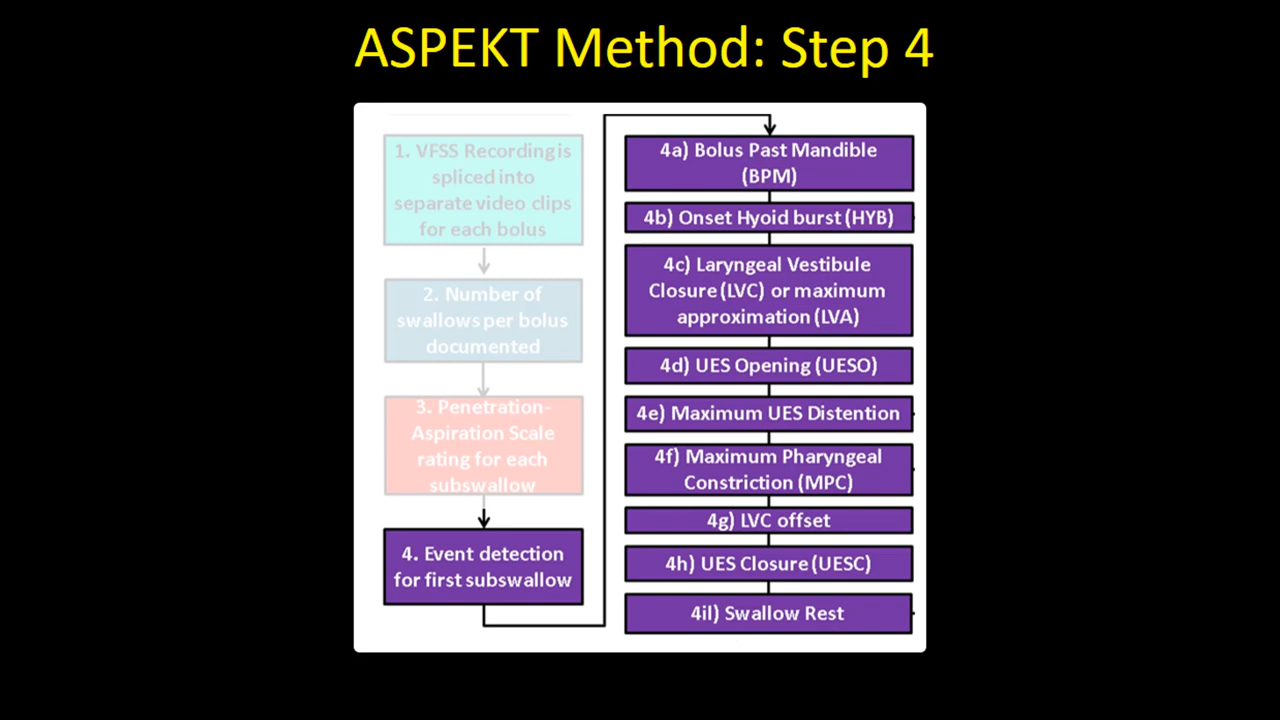 ASPEKT Method: Step 4
1. VFSS Recording is
spliced into
separate video clips
for each bolus
2. Number of
swallows per bolus
documented
3. Penetration-
Aspiration Scale
rating for each
subswallow
4. Event detection
for first subswallow
4a) Bolus Past Mandible
(BPM)
4b) Onset Hyoid burst (HYB)
4c) Laryngeal Vestibule
Closure (LVC) or maximum
approximation (LVA)
4d) UES Opening (UESO)
4e) Maximum UES Distention
4f) Maximum Pharyngeal
Constriction (MPC)
4g) LVC offset
4h) UES Closure (UESC)
4il) Swallow Rest